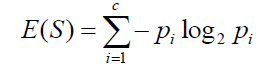 E(S) = \sum_{i=1}^{c} - p_i \log_2 p_i